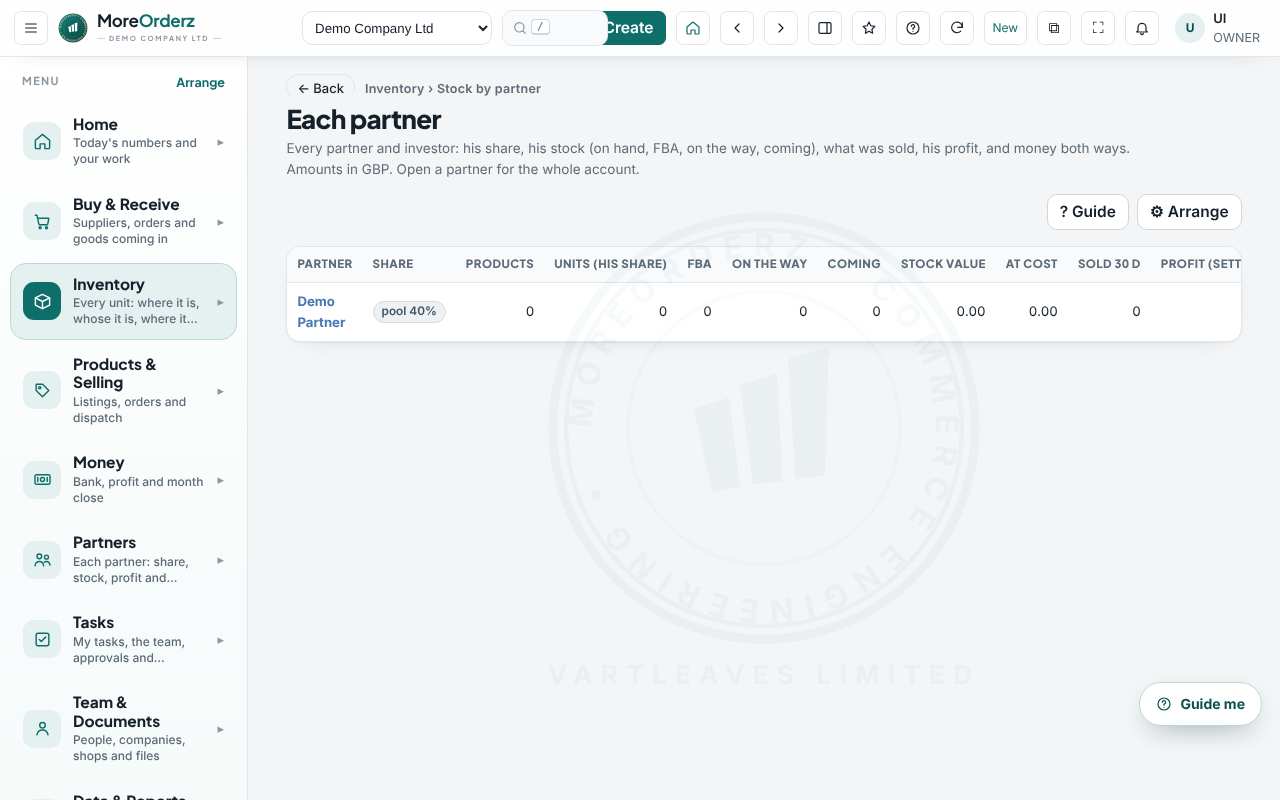 MoreOrderz
— DEMO COMPANY LTD —
Demo Company Ltd
/
Create
New
U
UI
OWNER
MENU
Arrange
Home
Today's numbers and
your work
Buy & Receive
Suppliers, orders and
goods coming in
Inventory
Every unit: where it is,
whose it is, where it...
Products &
Selling
Listings, orders and
dispatch
Money
Bank, profit and month
close
Partners
Each partner: share,
stock, profit and...
Tasks
My tasks, the team,
approvals and...
Team &
Documents
People, companies,
shops and files
Data & Reports
← Back
Inventory › Stock by partner
Each partner
Every partner and investor: his share, his stock (on hand, FBA, on the way, coming), what was sold, his profit, and money both ways.
Amounts in GBP. Open a partner for the whole account.
? Guide
⚙ Arrange
PARTNER SHARE PRODUCTS UNITS (HIS SHARE) FBA ON THE WAY COMING STOCK VALUE AT COST SOLD 30 D PROFIT (SETT
Demo
Partner
pool 40% 0 0 0 0 0 0.00 0.00 0
MOREORDERZ COMMERCE ENGINEERING
VARTLEAVES LIMITED
Guide me